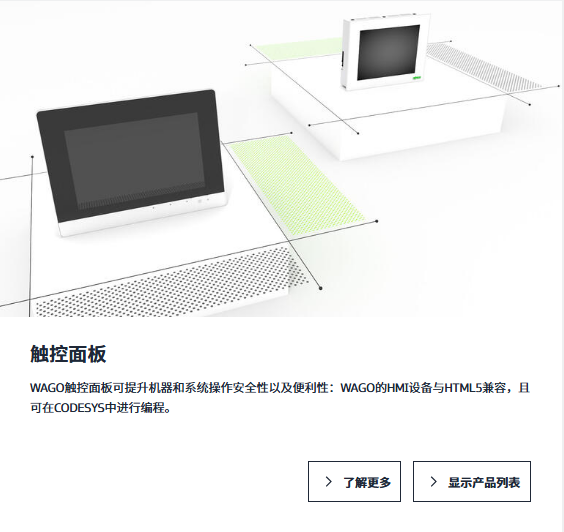 触控面板
WAGO触控面板可提升机器和系统操作安全性以及便利性：WAGO的HMI设备与HTML5兼容，且
可在CODESYS中进行编程。
了解更多
显示产品列表